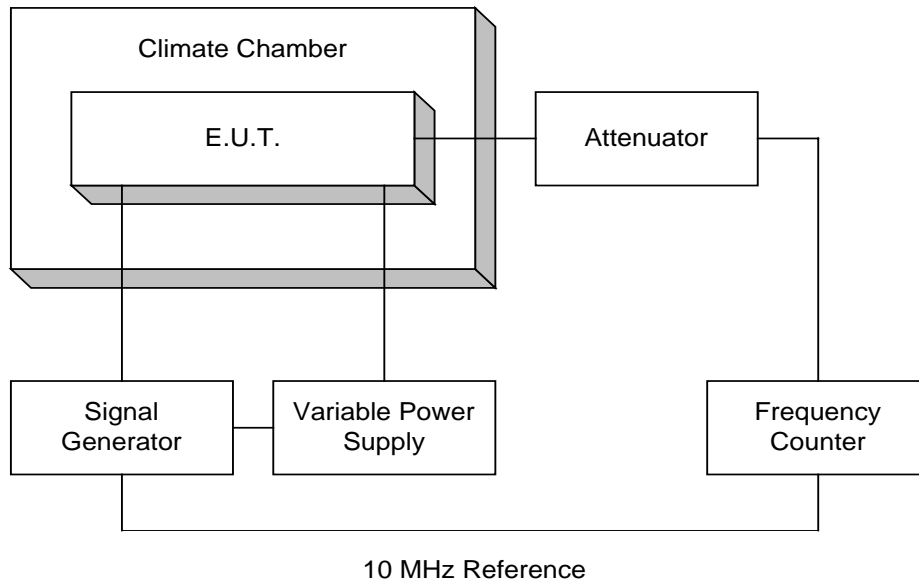 Climate Chamber
E.U.T.
Attenuator
Signal
Generator
Variable Power
Supply
Frequency
Counter
10 MHz Reference